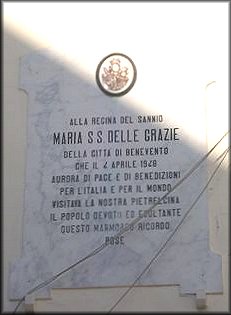 ALLA REGINA DEL SANNIO
MARIA S.S. DELLE GRAZIE
DELLA CITTÀ DI BENEVENTO
CHE IL 4 APRILE 1948
AURORA DI PACE E DI BENEDIZIONI
PER L'ITALIA E PER IL MONDO
VISITAVA LA NOSTRA PIETRELCINA
IL POPOLO DEVOTO ED ESULTANTE
QUESTO MARMOREO RICORDO
POSE